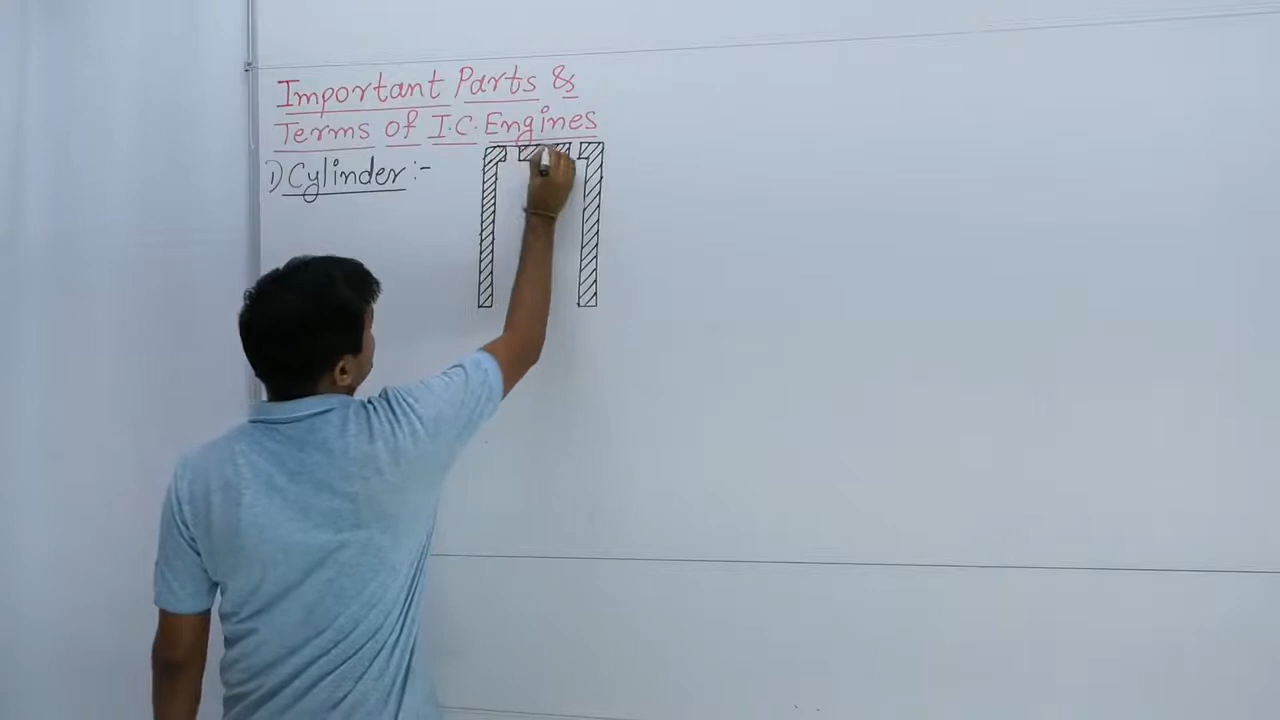 Important Parts &
Terms of I.C. Engines
1) Cylinder :-